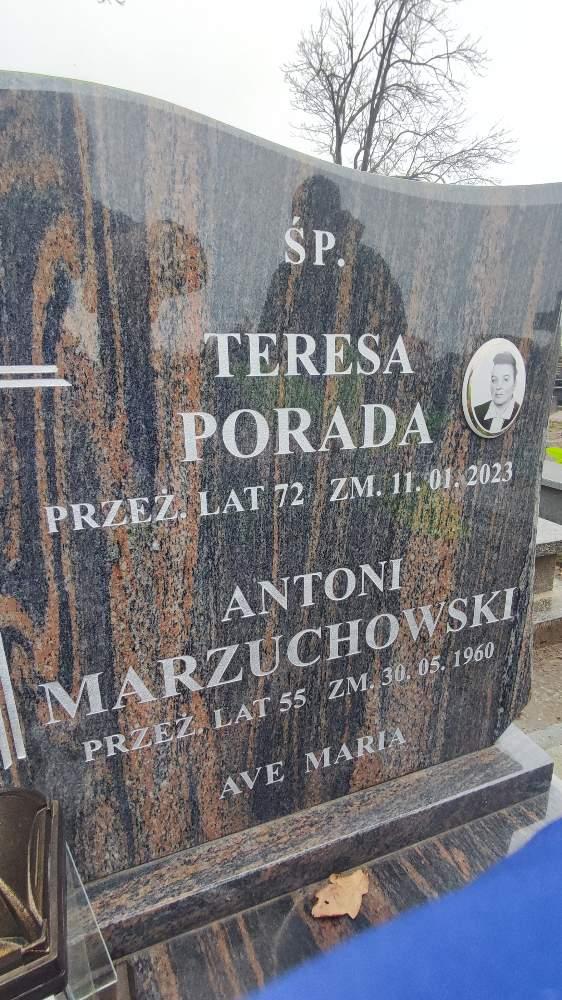 ŚP.
TERESA
PORADA
PRZEŻ. LAT 72 ZM. 11. 01. 2023
ANTONI
MARZUCHOWSKI
PRZEŻ. LAT 55 ZM. 30. 05. 1960
AVE MARIA